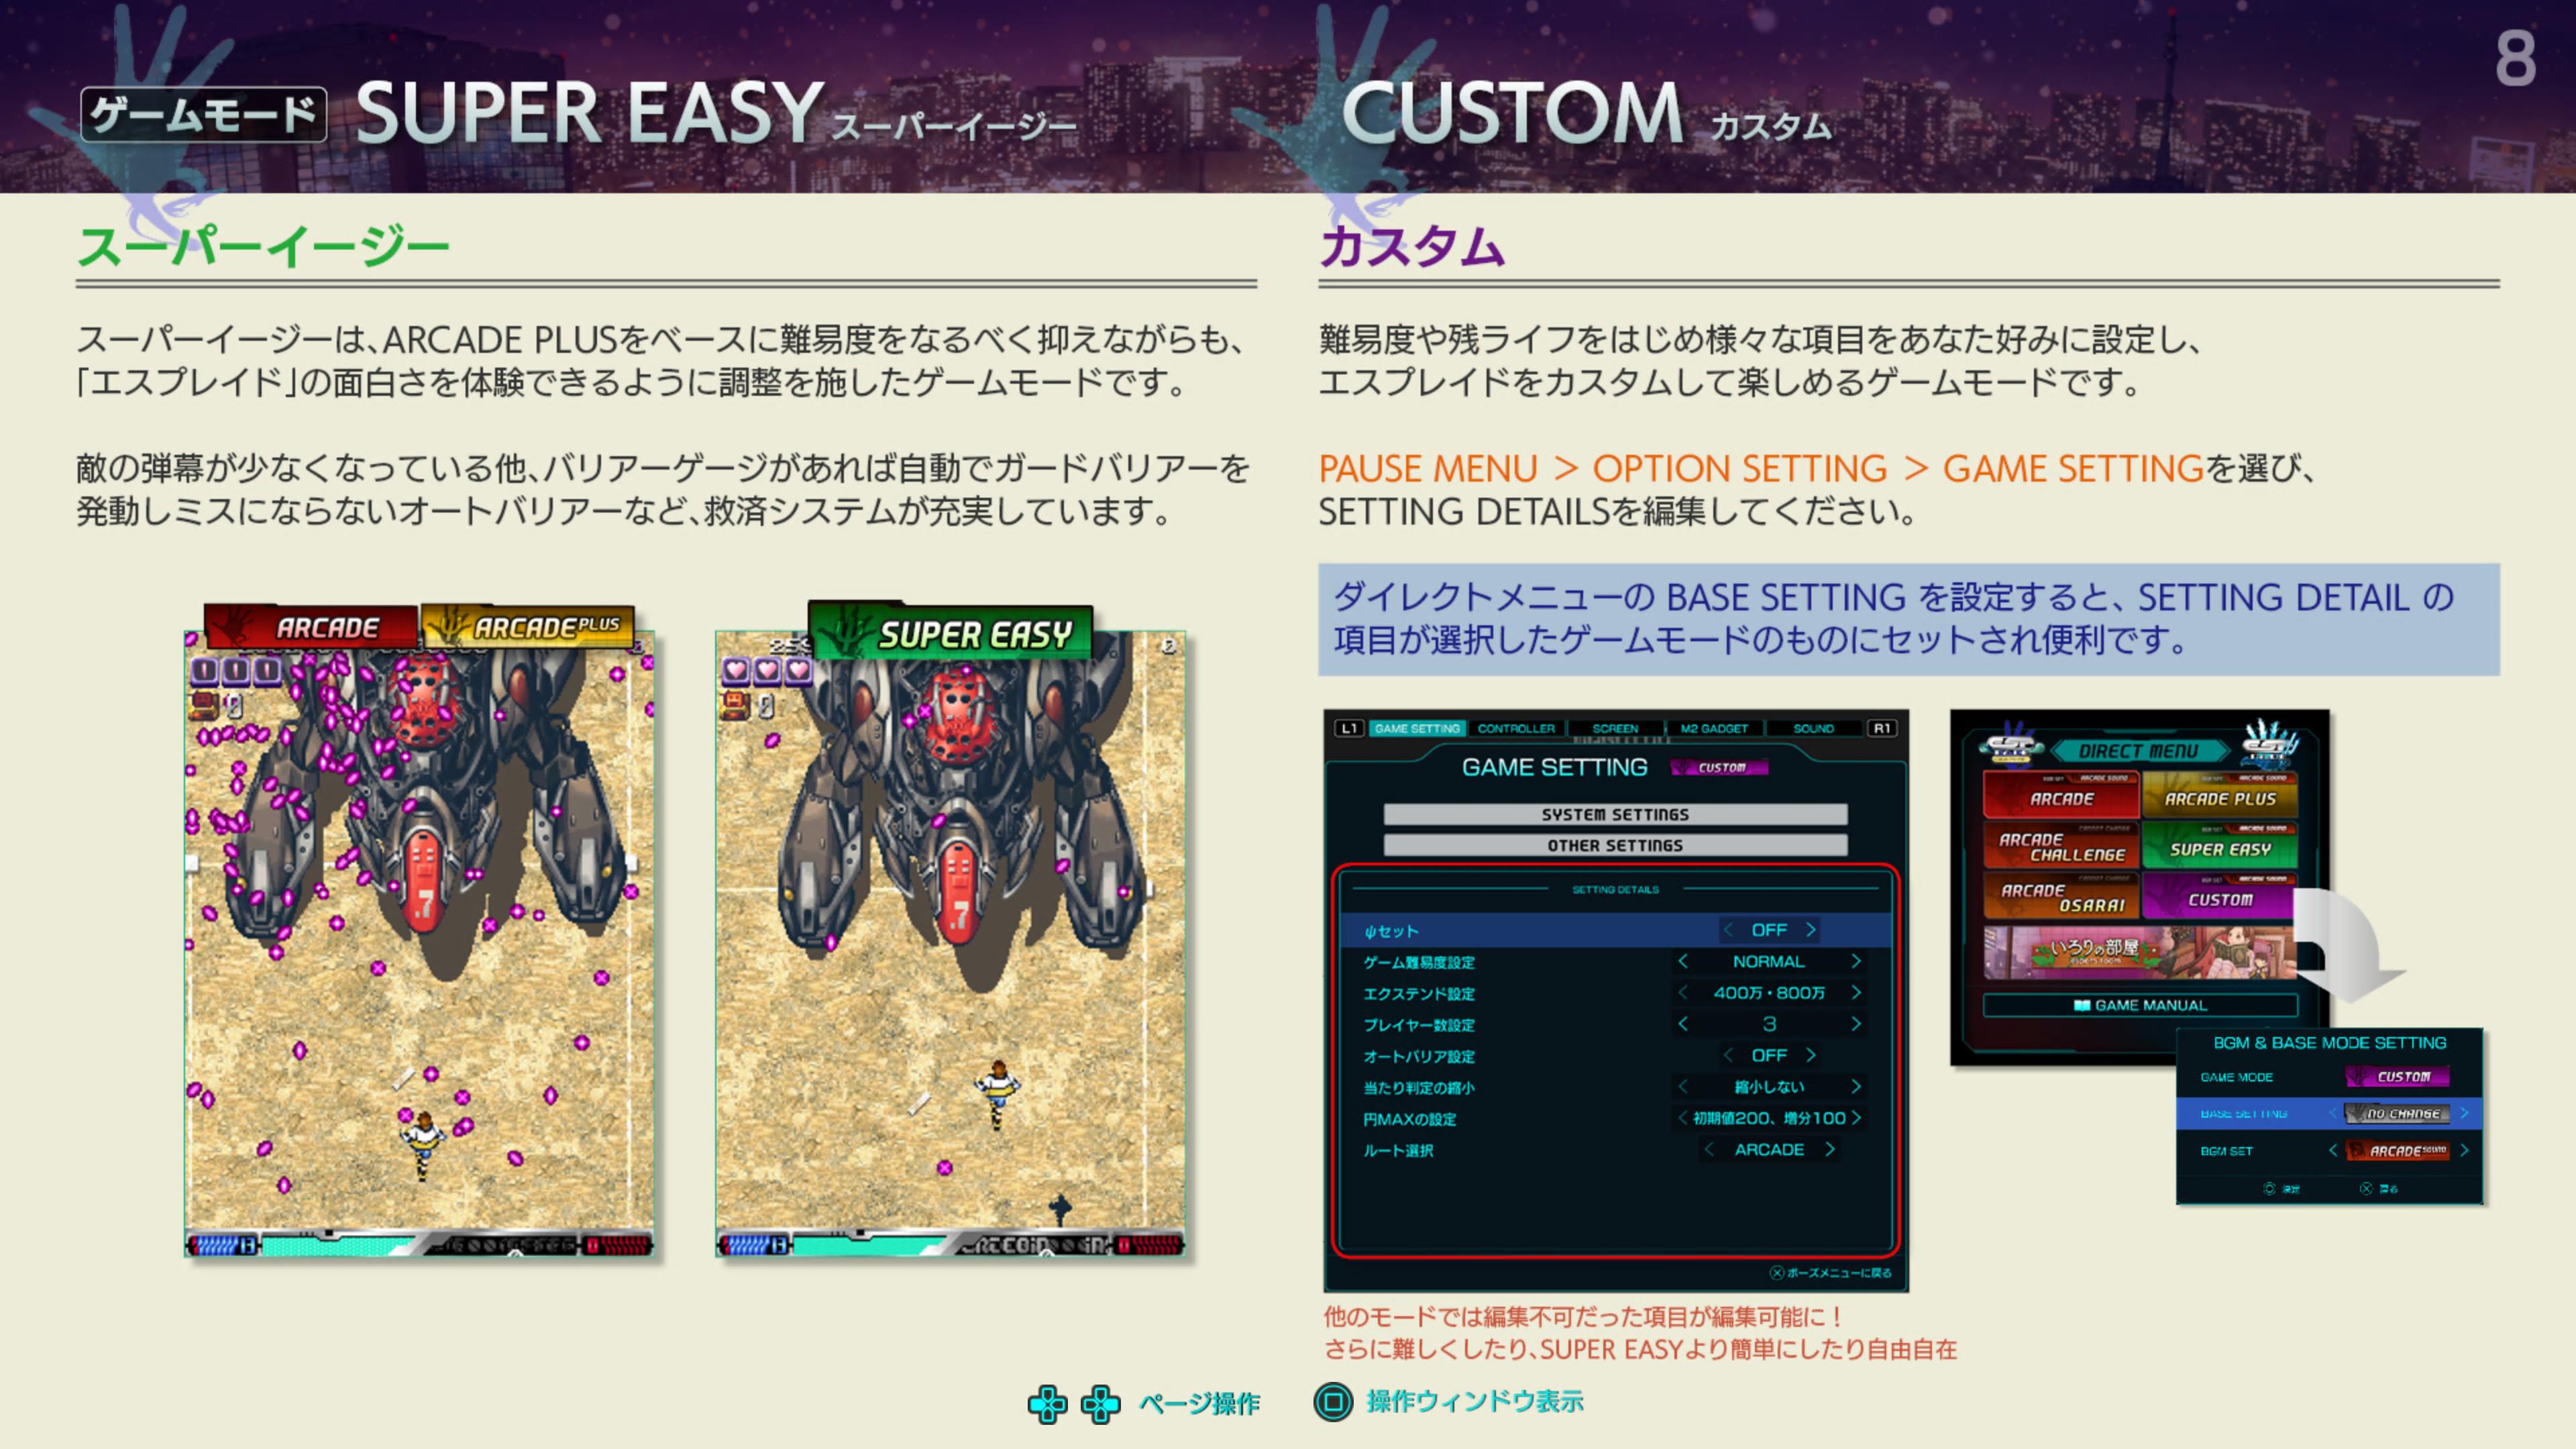 8
ゲームモード SUPER EASY スーパーイージー
CUSTOM カスタム
スーパーイージー
スーパーイージーは、ARCADE PLUSをベースに難易度をなるべく抑えながらも、
「エスプレイド」の面白さを体験できるように調整を施したゲームモードです。
敵の弾幕が少なくなっている他、バリアーゲージがあれば自動でガードバリアーを
発動しミスにならないオートバリアーなど、救済システムが充実しています。
ARCADE
ARCADE PLUS
0
7
SUPER EASY
0
7
カスタム
難易度や残ライフをはじめ様々な項目をあなた好みに設定し、
エスプレイドをカスタムして楽しめるゲームモードです。
PAUSE MENU > OPTION SETTING > GAME SETTINGを選び、
SETTING DETAILSを編集してください。
ダイレクトメニューの BASE SETTING を設定すると、SETTING DETAIL の
項目が選択したゲームモードのものにセットされ便利です。
L1 GAME SETTING CONTROLLER SCREEN M2 GADGET SOUND R1
GAME SETTING CUSTOM
SYSTEM SETTINGS
OTHER SETTINGS
SETTING DETAILS
ψセット < OFF >
ゲーム難易度設定 < NORMAL >
エクステンド設定 < 400万・800万 >
プレイヤー数設定 < 3 >
オートバリア設定 < OFF >
当たり判定の縮小 < 縮小しない >
円MAXの設定 < 初期値200、増分100 >
ルート選択 < ARCADE >
ポーズメニューに戻る
他のモードでは編集不可だった項目が編集可能に！
さらに難しくしたり、SUPER EASYより簡単にしたり自由自在
DIRECT MENU
ARCADE SOUND
ARCADE
ARCADE SOUND
ARCADE PLUS
CANNOT CHANGE
ARCADE CHALLENGE
ARCADE SOUND
SUPER EASY
CANNOT CHANGE
ARCADE OSARAI
ARCADE SOUND
CUSTOM
いろりの部屋
GAME MANUAL
BGM & BASE MODE SETTING
GAME MODE CUSTOM
BASE SETTING < NO CHANGE >
BGM SET < ARCADE SOUND >
決定 戻る
ページ操作
操作ウィンドウ表示